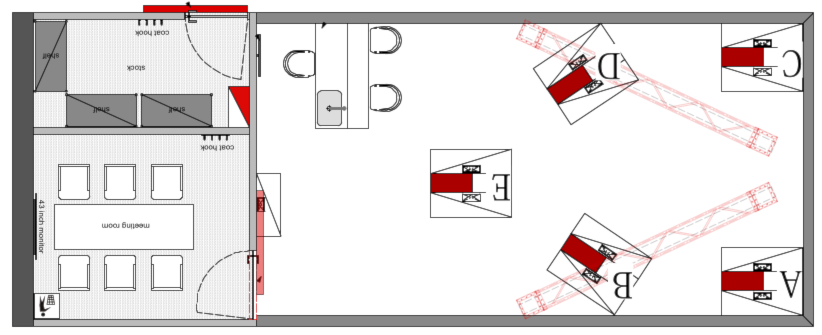 coat hook
shelf
stock
shelf
shelf
coat hook
43 inch monitor
meeting room
D
C
E
B
A